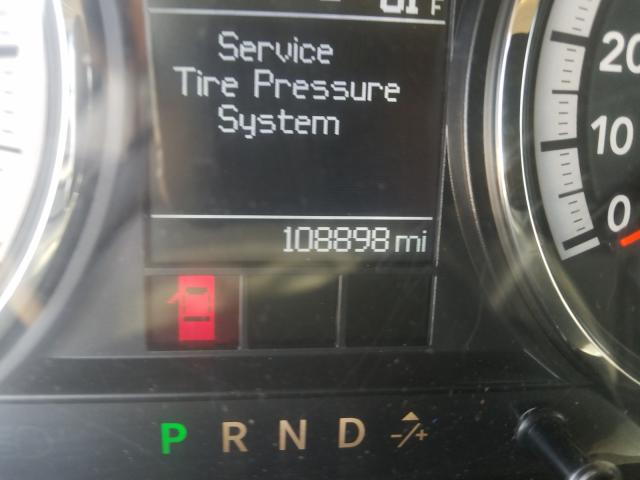 F
Service
Tire Pressure
System
108898 mi
20
10
0
P R N D -/+